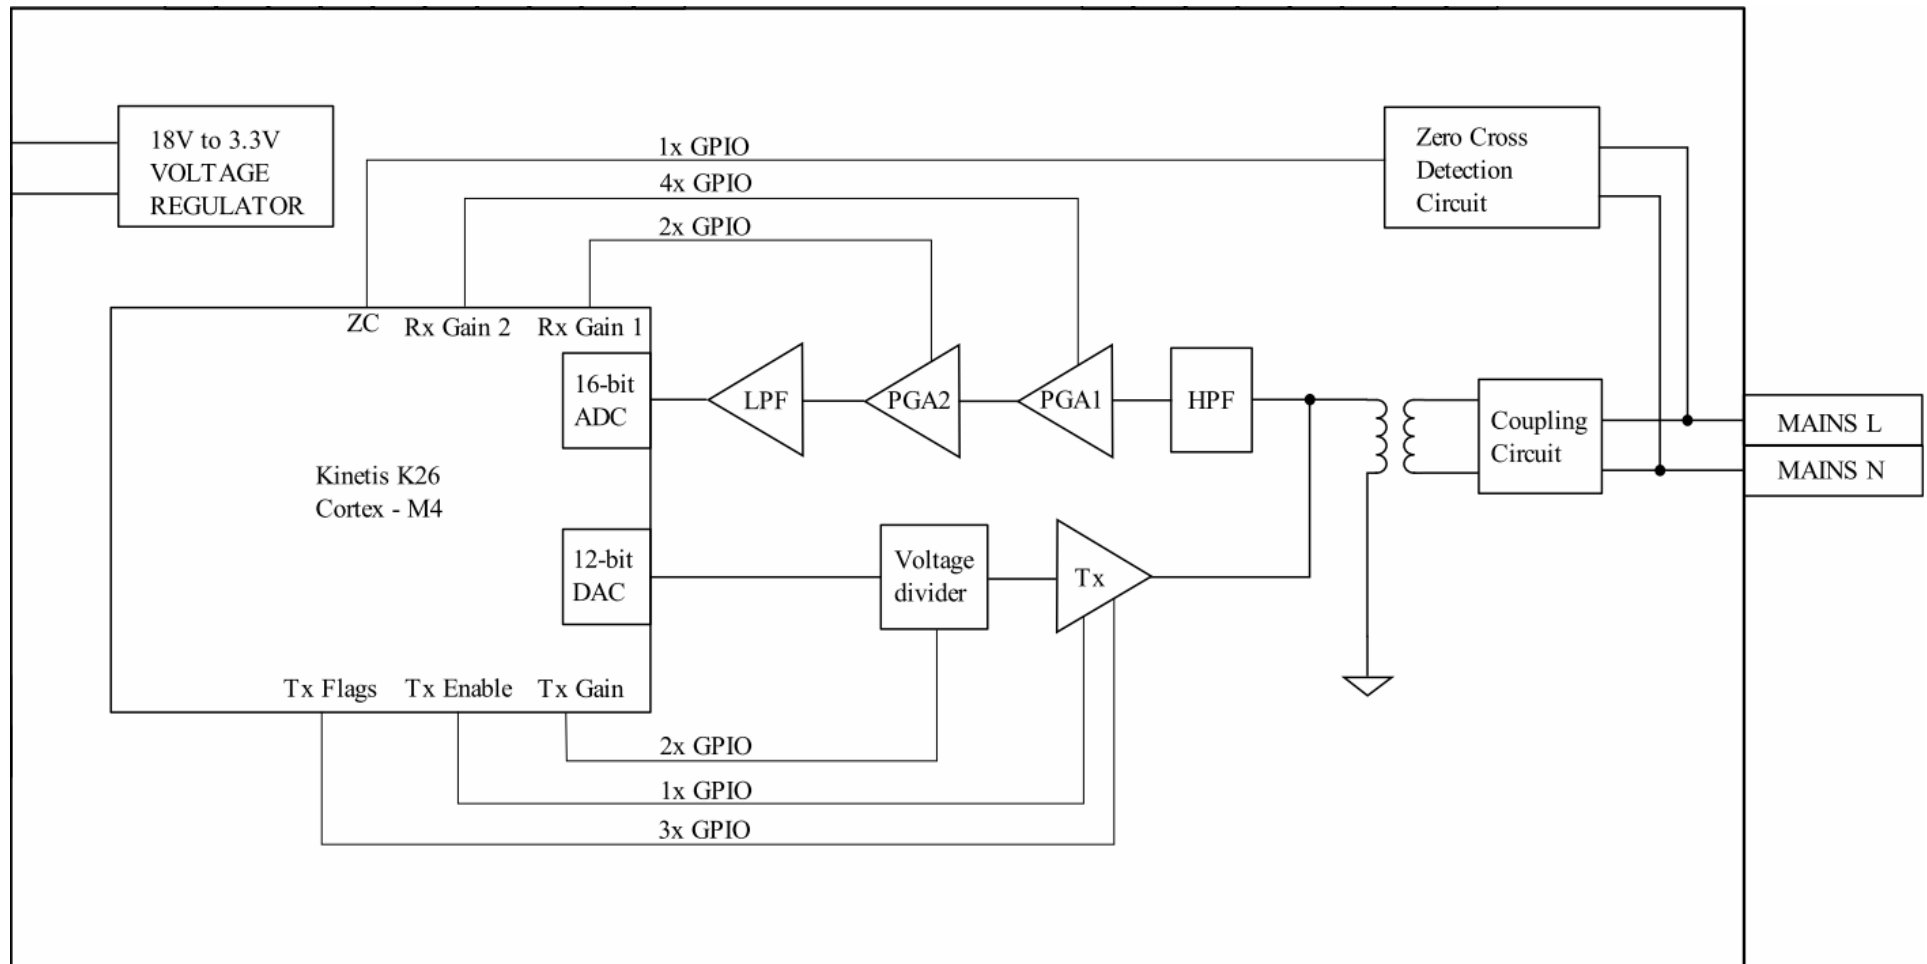 18V to 3.3V
VOLTAGE
REGULATOR
1x GPIO
4x GPIO
2x GPIO
Zero Cross
Detection
Circuit
ZC
Rx Gain 2
Rx Gain 1
16-bit
ADC
LPF
PGA2
PGA1
HPF
Coupling
Circuit
MAINS L
MAINS N
Kinetis K26
Cortex - M4
12-bit
DAC
Voltage
divider
Tx
Tx Flags
Tx Enable
Tx Gain
2x GPIO
1x GPIO
3x GPIO